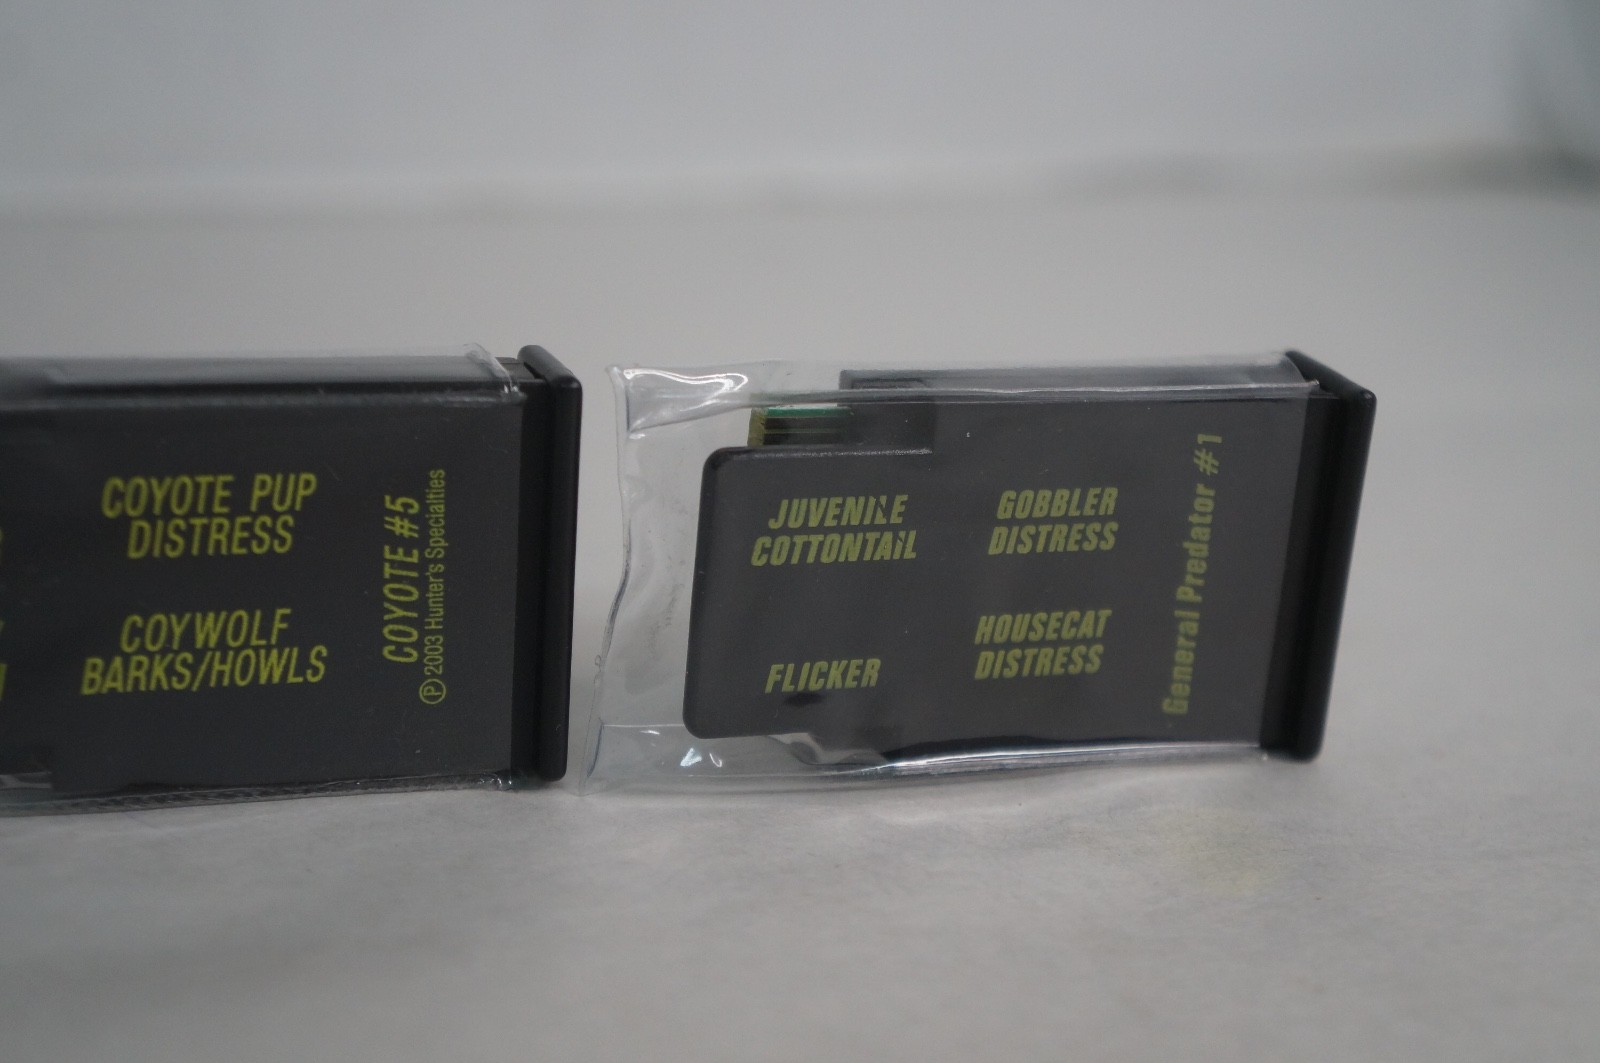 COYOTE PUP
DISTRESS
COYWOLF
BARKS/HOWLS
COYOTE #5
Ⓟ 2003 Hunter's Specialties
JUVENILE
COTTONTAIL
GOBBLER
DISTRESS
FLICKER
HOUSECAT
DISTRESS
General Predator #1